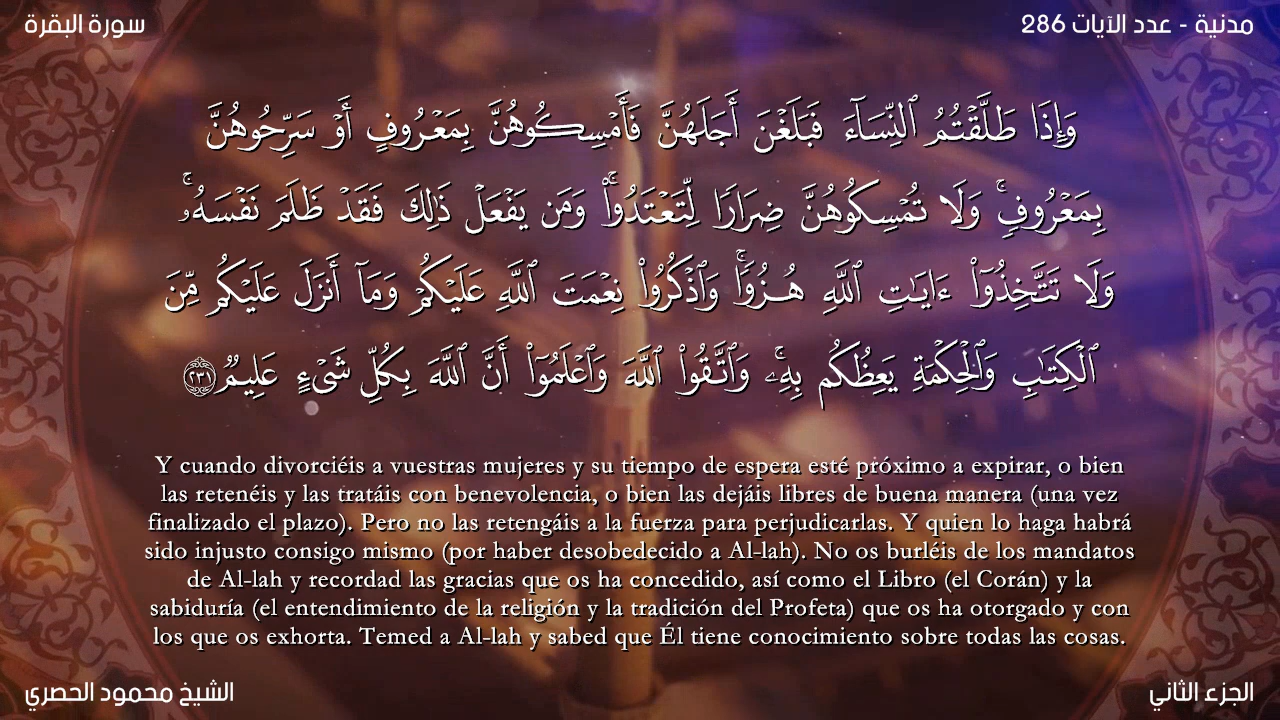 سورة البقرة
مدنية - عدد الآيات 286
وَإِذَا طَلَّقْتُمُ ٱلنِّسَآءَ فَبَلَغْنَ أَجَلَهُنَّ فَأَمْسِكُوهُنَّ بِمَعْرُوفٍ أَوْ سَرِّحُوهُنَّ
بِمَعْرُوفٍ ۚ وَلَا تُمْسِكُوهُنَّ ضِرَارًا لِّتَعْتَدُوا۟ ۚ وَمَن يَفْعَلْ ذَٰلِكَ فَقَدْ ظَلَمَ نَفْسَهُۥ ۚ
وَلَا تَتَّخِذُوٓا۟ ءَايَـٰتِ ٱللَّهِ هُزُوًا ۚ وَٱذْكُرُوا۟ نِعْمَتَ ٱللَّهِ عَلَيْكُمْ وَمَآ أَنزَلَ عَلَيْكُم مِّنَ
ٱلْكِتَـٰبِ وَٱلْحِكْمَةِ يَعِظُكُم بِهِۦ ۚ وَٱتَّقُوا۟ ٱللَّهَ وَٱعْلَمُوٓا۟ أَنَّ ٱللَّهَ بِكُلِّ شَىْءٍ عَلِيمٌ ٢٣١
Y cuando divorciéis a vuestras mujeres y su tiempo de espera esté próximo a expirar, o bien
las retenéis y las tratáis con benevolencia, o bien las dejáis libres de buena manera (una vez
finalizado el plazo). Pero no las retengáis a la fuerza para perjudicarlas. Y quien lo haga habrá
sido injusto consigo mismo (por haber desobedecido a Al-lah). No os burléis de los mandatos
de Al-lah y recordad las gracias que os ha concedido, así como el Libro (el Corán) y la
sabiduría (el entendimiento de la religión y la tradición del Profeta) que os ha otorgado y con
los que os exhorta. Temed a Al-lah y sabed que Él tiene conocimiento sobre todas las cosas.
الشيخ محمود الحصري
الجزء الثاني